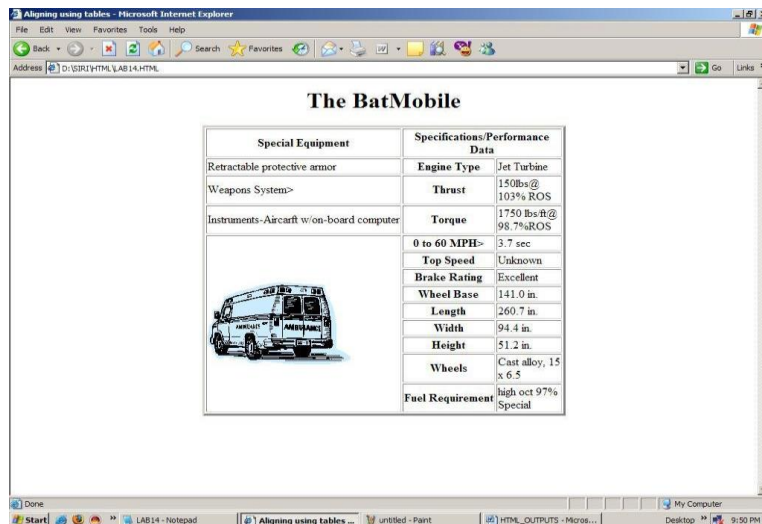 Aligning using tables - Microsoft Internet Explorer
File Edit View Favorites Tools Help
Back Search Favorites
Address D:\SIRI\HTML\LAB14.HTML Go Links
The BatMobile
Special Equipment
Specifications/Performance
Data
Retractable protective armor Engine Type Jet Turbine
Weapons System> Thrust 150lbs@
103% ROS
Instruments-Aircarft w/on-board computer Torque 1750 lbs/ft@
98.7%ROS
0 to 60 MPH> 3.7 sec
Top Speed Unknown
Brake Rating Excellent
Wheel Base 141.0 in.
Length 260.7 in.
Width 94.4 in.
Height 51.2 in.
Wheels Cast alloy, 15
x 6.5
Fuel Requirement high oct 97%
Special
AMBULANCE AMBULANCE
Done My Computer
Start LAB14 - Notepad Aligning using tables ... untitled - Paint HTML_OUTPUTS - Micros... Desktop 9:50 PM